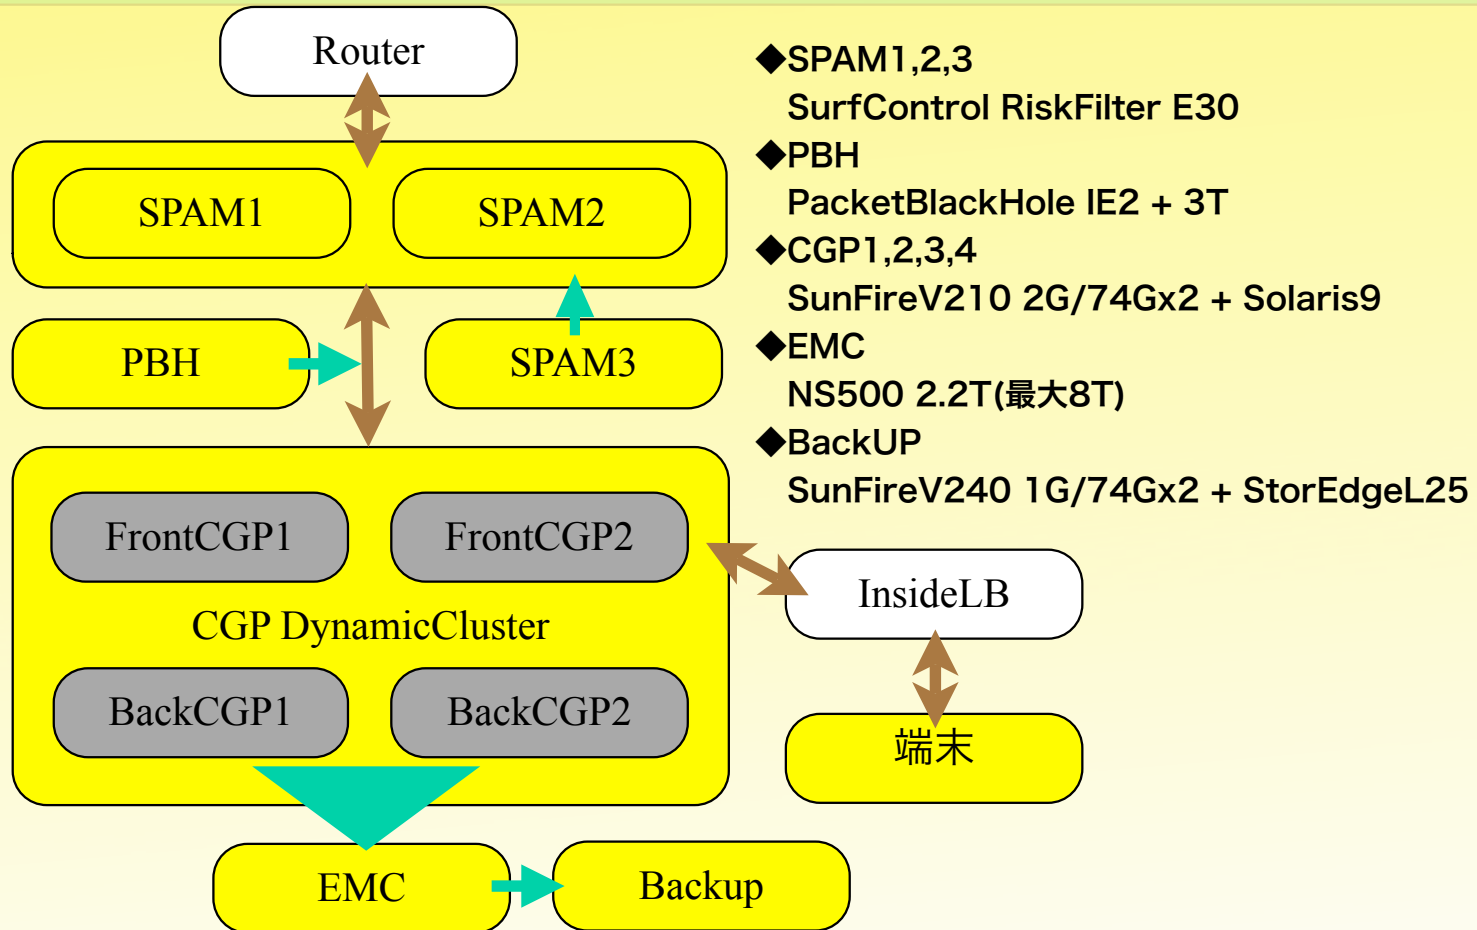 Router
SPAM1
SPAM2
PBH
SPAM3
FrontCGP1
FrontCGP2
CGP DynamicCluster
BackCGP1
BackCGP2
EMC
Backup
InsideLB
端末
◆SPAM1,2,3
SurfControl RiskFilter E30
◆PBH
PacketBlackHole IE2 + 3T
◆CGP1,2,3,4
SunFireV210 2G/74Gx2 + Solaris9
◆EMC
NS500 2.2T(最大8T)
◆BackUP
SunFireV240 1G/74Gx2 + StorEdgeL25